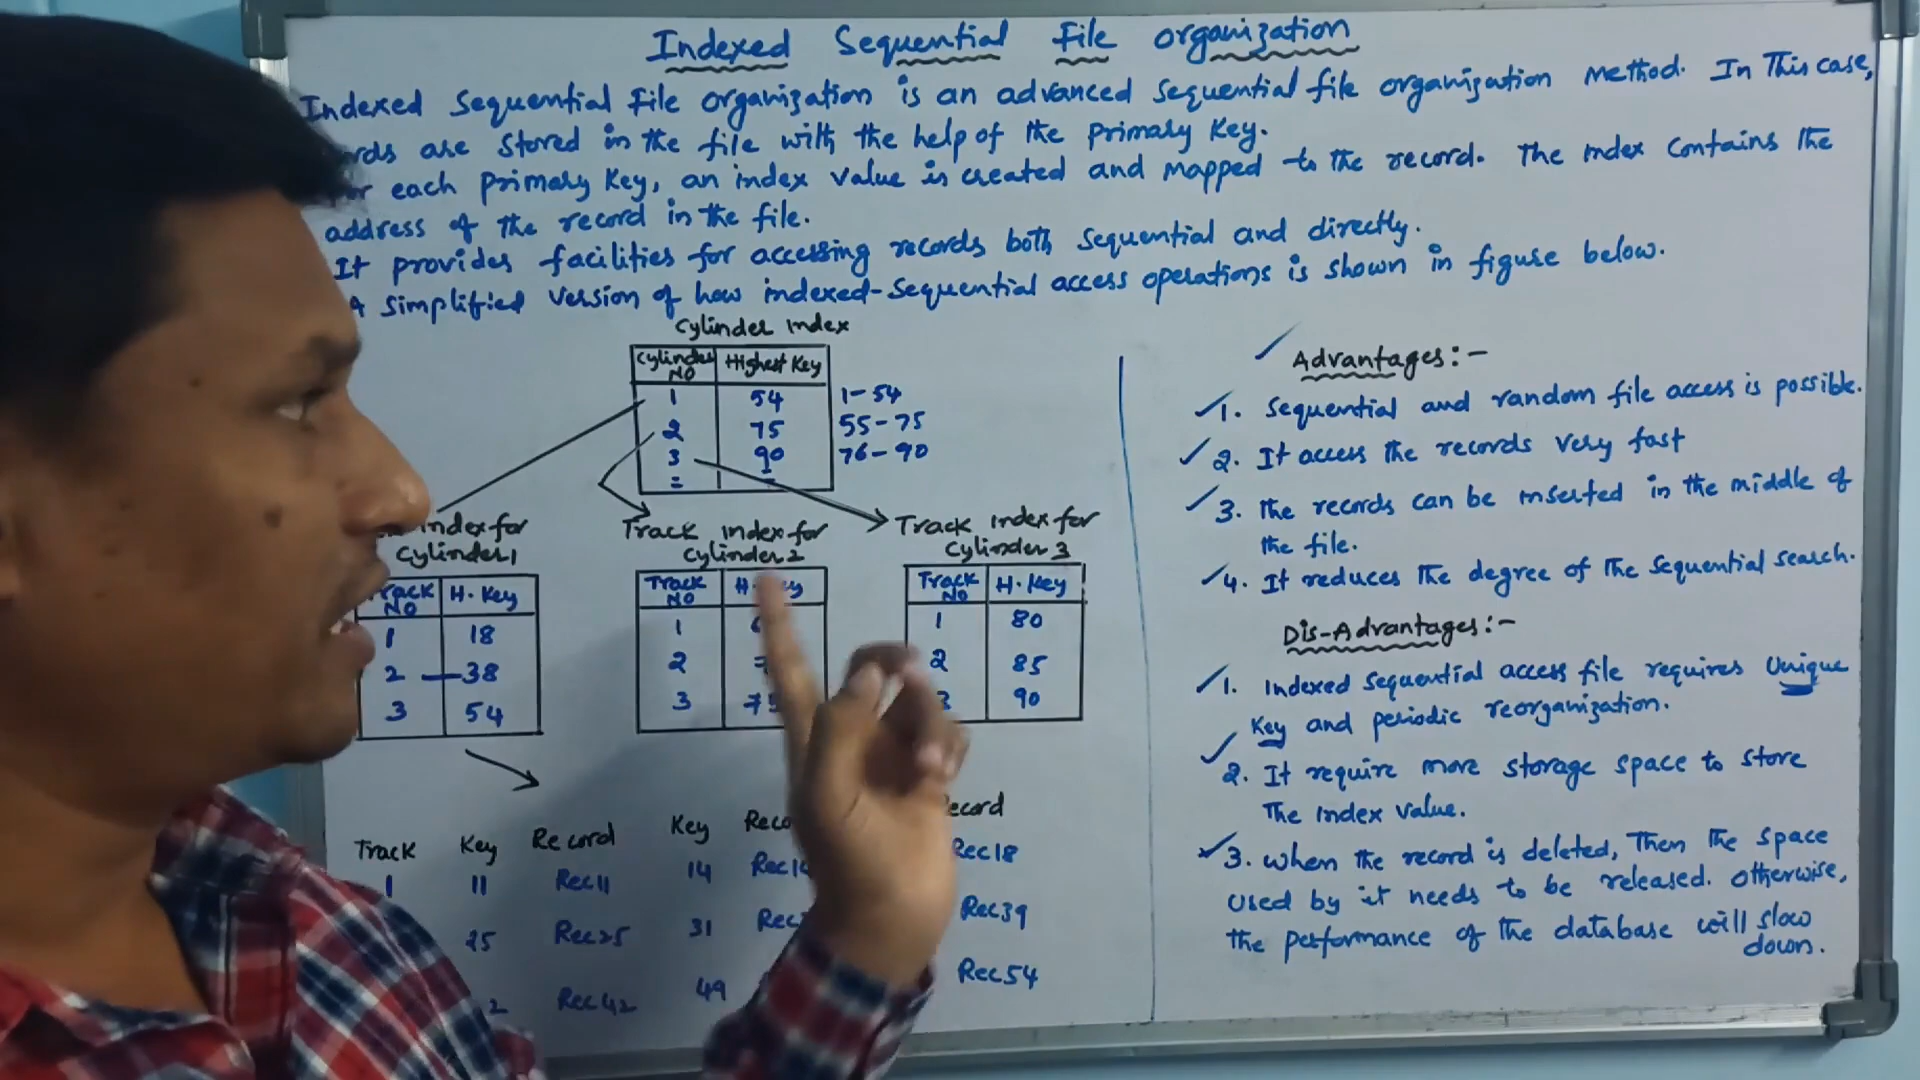 Indexed Sequential File organization
Indexed Sequential File organization is an advanced sequential file organization method. In This case,
are stored in the file with the help of the primary Key.
each primary Key, an index value is created and mapped to the record. The index contains the
address of the record in the file.
It provides facilities for accessing records both sequential and directly.
A simplified version of how indexed-sequential access operations is shown in figure below.
Cylinder index
Cylinder NO Highest Key
1 54 1-54
2 75 55-75
3 90 76-90
index for Cylinder 1
Track NO H. Key
1 18
2 38
3 54
Track index for Cylinder 2
Track NO
1
2
3
Track index for Cylinder 3
Track NO H. Key
1 80
2 85
90
Track Key Record Key
1 11 Rec11 14 Rec18
25 Rec25 31 Rec39
Rec42 49 Rec54
Advantages:-
1. Sequential and random file access is possible.
2. It access the records very fast
3. The records can be inserted in the middle of
the file.
4. It reduces the degree of the sequential search.
Dis-Advantages:-
1. Indexed sequential access file requires Unique
Key and periodic reorganization.
2. It require more storage space to store
The index value.
3. when the record is deleted, Then the space
used by it needs to be released. otherwise,
the performance of the database will slow
down.